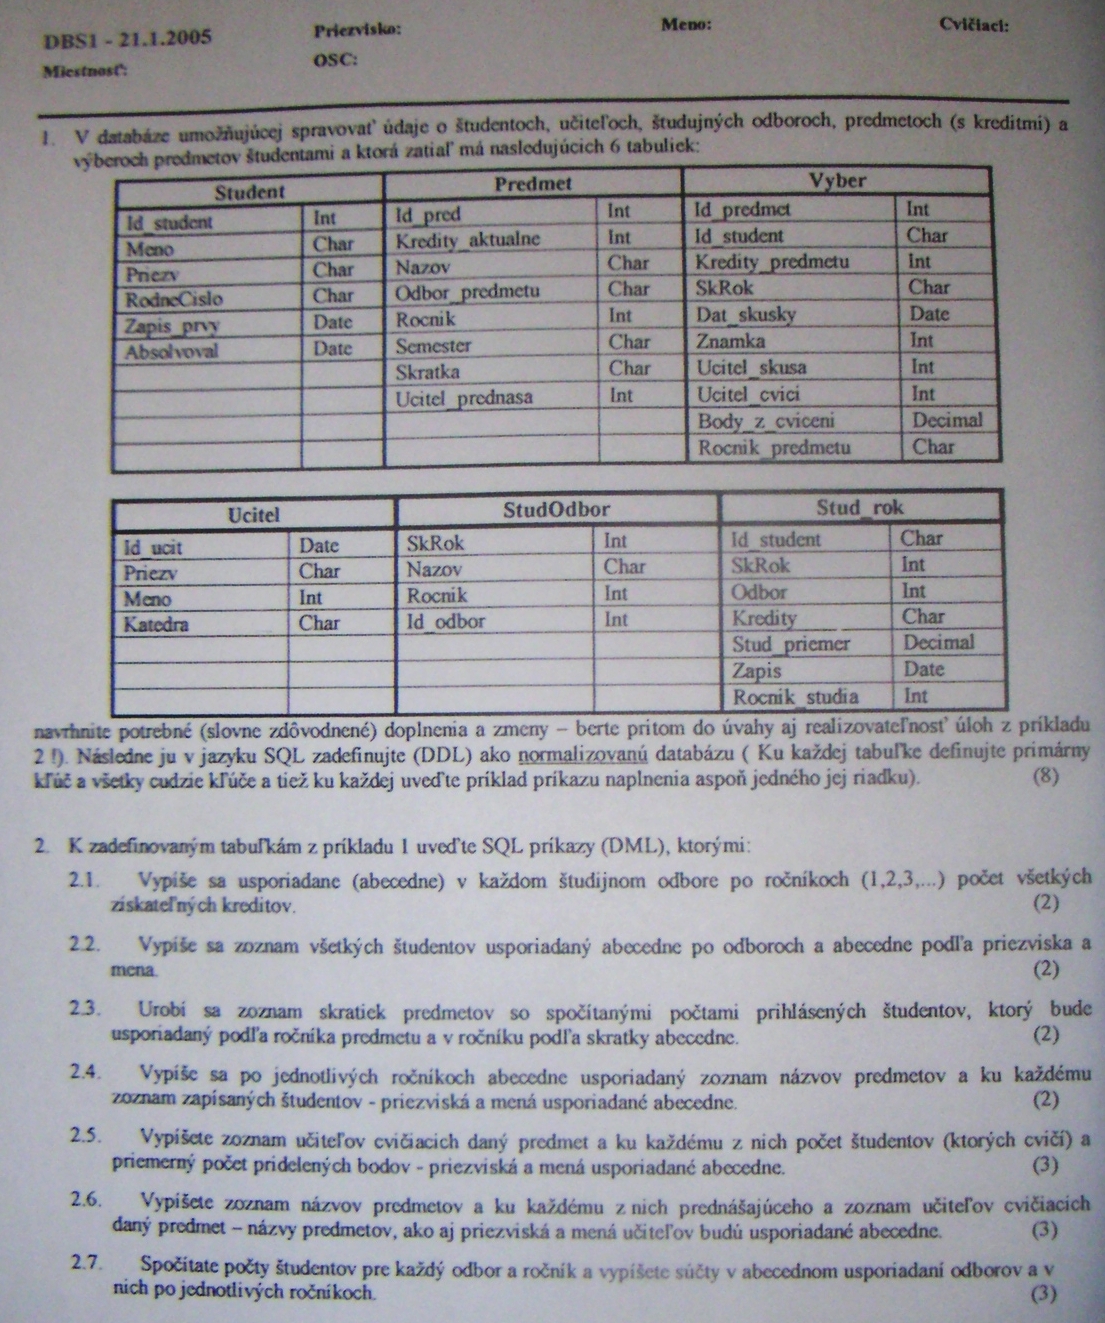 DBS1 - 21.1.2005 Priezvisko: Meno: Cvičiaci:
Miestnosť: OSC:
1. V databáze umožňujúcej spravovať údaje o študentoch, učiteľoch, študujných odboroch, predmetoch (s kreditmi) a
výberoch predmetov študentami a ktorá zatiaľ má nasledujúcich 6 tabuliek:
Student Predmet Vyber
Id_student Int Id_pred Int Id_predmet Int
Meno Char Kredity_aktualne Int Id_student Char
Priezv Char Nazov Char Kredity_predmetu Int
RodneCislo Char Odbor_predmetu Char SkRok Char
Zapis_prvy Date Rocnik Int Dat_skusky Date
Absolvoval Date Semester Char Znamka Int
Skratka Char Ucitel_skusa Int
Ucitel_prednasa Int Ucitel_cvici Int
Body_z_cviceni Decimal
Rocnik_predmetu Char
Ucitel StudOdbor Stud_rok
Id_ucit Date SkRok Int Id_student Char
Priezv Char Nazov Char SkRok Int
Meno Int Rocnik Int Odbor Int
Katedra Char Id_odbor Int Kredity Char
Stud_priemer Decimal
Zapis Date
Rocnik_studia Int
navrhnite potrebné (slovne zdôvodnené) doplnenia a zmeny – berte pritom do úvahy aj realizovateľnosť úloh z príkladu
2 !). Následne ju v jazyku SQL zadefinujte (DDL) ako normalizovanú databázu ( Ku každej tabuľke definujte primárny
kľúč a všetky cudzie kľúče a tiež ku každej uveďte príklad príkazu naplnenia aspoň jedného jej riadku). (8)
2. K zadefinovaným tabuľkám z príkladu 1 uveďte SQL príkazy (DML), ktorými:
2.1. Vypíše sa usporiadane (abecedne) v každom študijnom odbore po ročníkoch (1,2,3,...) počet všetkých
získateľných kreditov. (2)
2.2. Vypíše sa zoznam všetkých študentov usporiadaný abecedne po odboroch a abecedne podľa priezviska a
mena. (2)
2.3. Urobí sa zoznam skratiek predmetov so spočítanými počtami prihlásených študentov, ktorý bude
usporiadaný podľa ročníka predmetu a v ročníku podľa skratky abecedne. (2)
2.4. Vypíše sa po jednotlivých ročníkoch abecedne usporiadaný zoznam názvov predmetov a ku každému
zoznam zapísaných študentov - priezviská a mená usporiadané abecedne. (2)
2.5. Vypíšete zoznam učiteľov cvičiacich daný predmet a ku každému z nich počet študentov (ktorých cvičí) a
priemerný počet pridelených bodov - priezviská a mená usporiadané abecedne. (3)
2.6. Vypíšete zoznam názvov predmetov a ku každému z nich prednášajúceho a zoznam učiteľov cvičiacich
daný predmet – názvy predmetov, ako aj priezviská a mená učiteľov budú usporiadané abecedne. (3)
2.7. Spočítate počty študentov pre každý odbor a ročník a vypíšete súčty v abecednom usporiadaní odborov a v
nich po jednotlivých ročníkoch. (3)